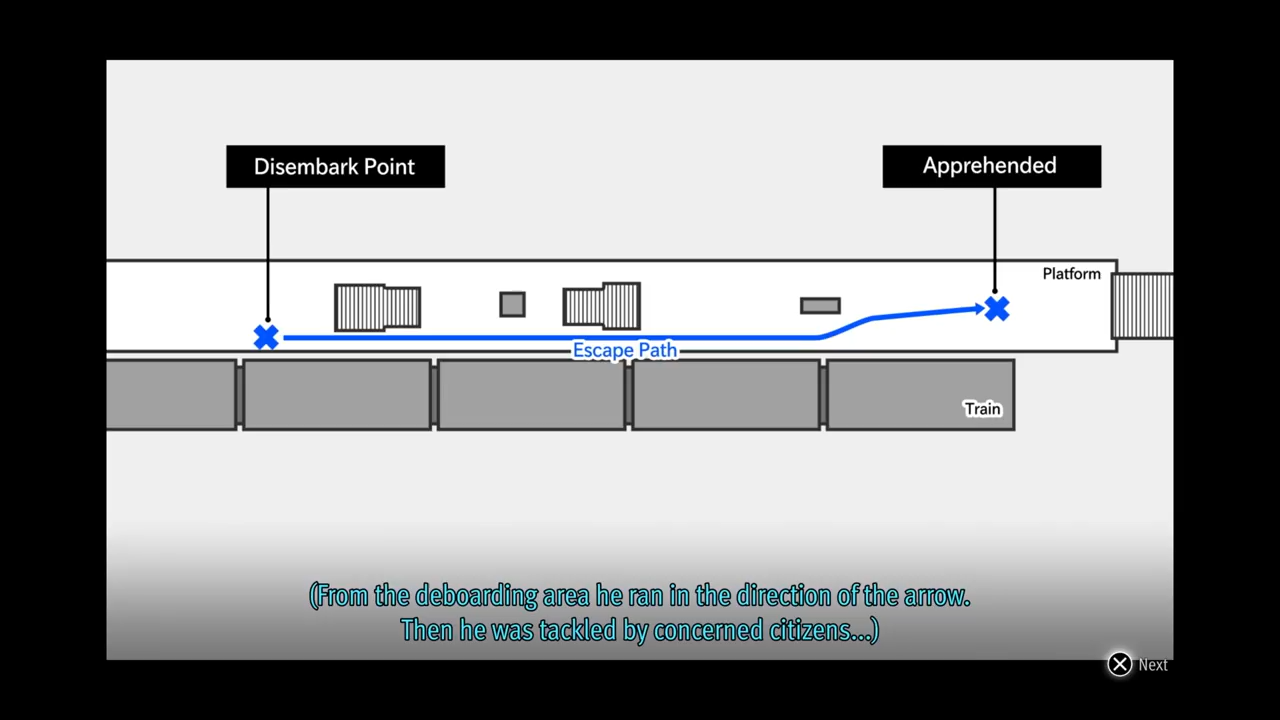 Disembark Point
Apprehended
Platform
Escape Path
Train
(From the deboarding area he ran in the direction of the arrow.
Then he was tackled by concerned citizens...)
Next